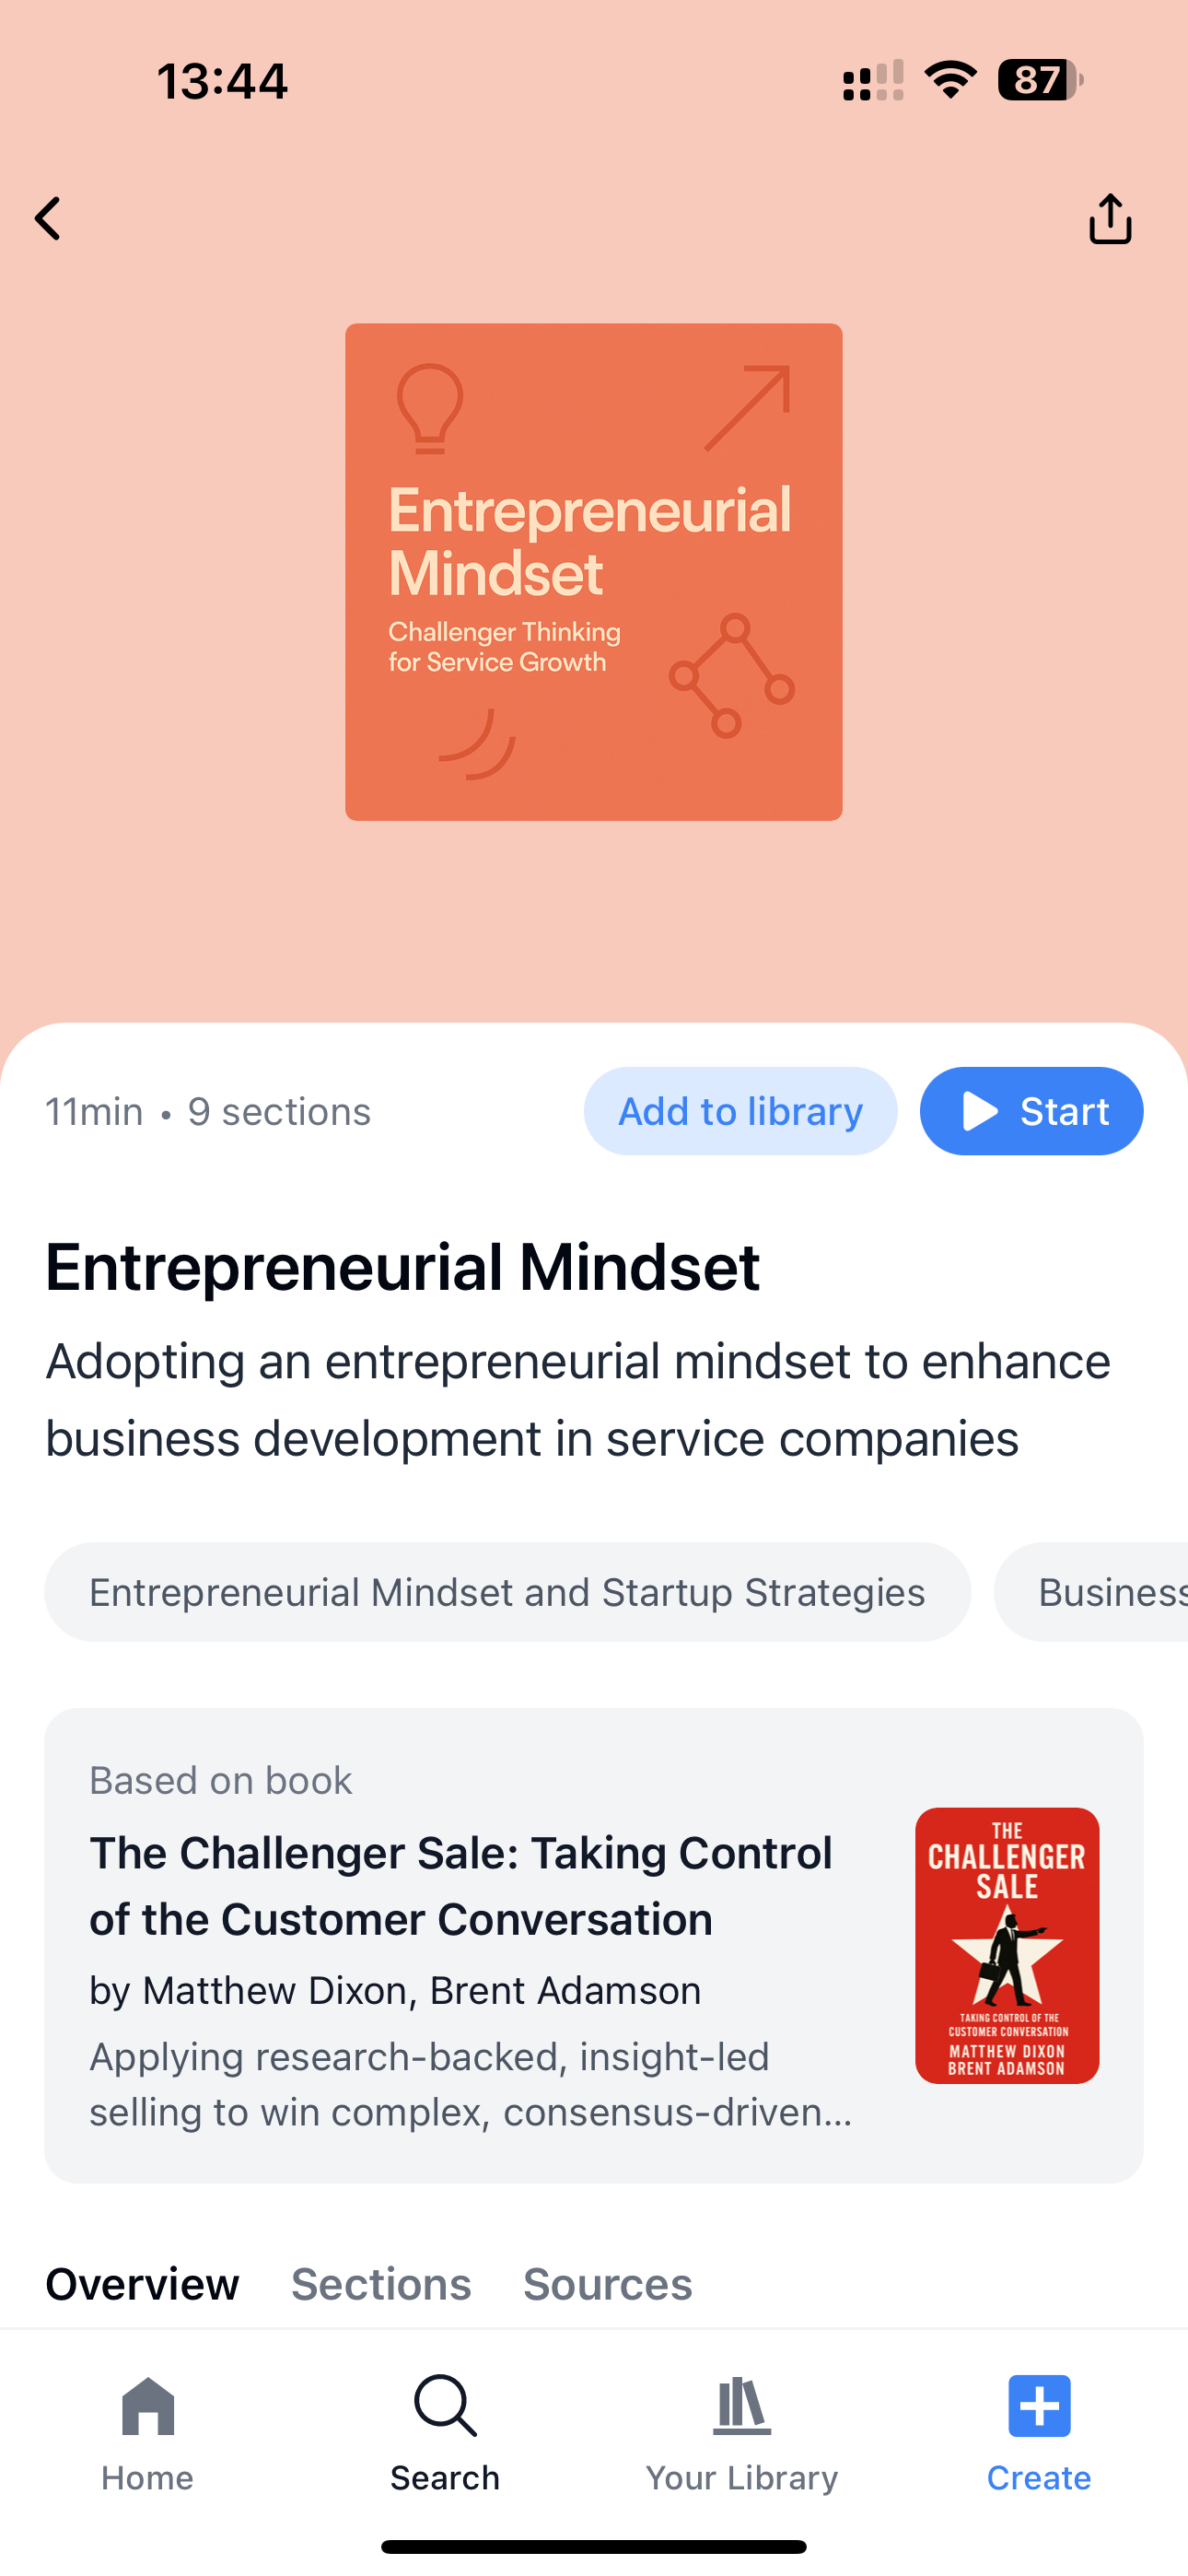 13:44
87
Entrepreneurial
Mindset
Challenger Thinking
for Service Growth
11min • 9 sections
Add to library
Start
Entrepreneurial Mindset
Adopting an entrepreneurial mindset to enhance
business development in service companies
Entrepreneurial Mindset and Startup Strategies
Business
Based on book
The Challenger Sale: Taking Control
of the Customer Conversation
by Matthew Dixon, Brent Adamson
Applying research-backed, insight-led
selling to win complex, consensus-driven...
THE
CHALLENGER
SALE
TAKING CONTROL OF THE
CUSTOMER CONVERSATION
MATTHEW DIXON
BRENT ADAMSON
Overview Sections Sources
Home Search Your Library Create